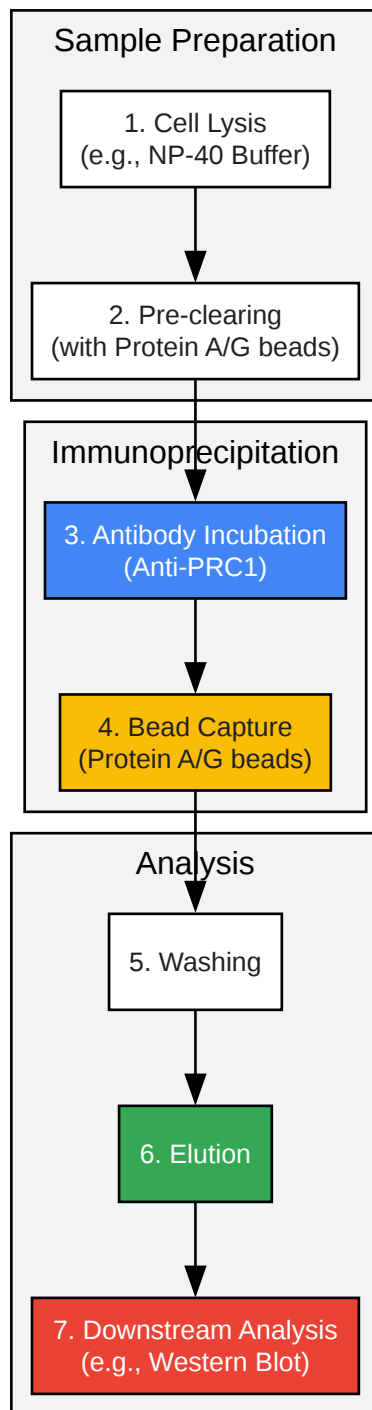 Sample Preparation
1. Cell Lysis
(e.g., NP-40 Buffer)
2. Pre-clearing
(with Protein A/G beads)
Immunoprecipitation
3. Antibody Incubation
(Anti-PRC1)
4. Bead Capture
(Protein A/G beads)
Analysis
5. Washing
6. Elution
7. Downstream Analysis
(e.g., Western Blot)